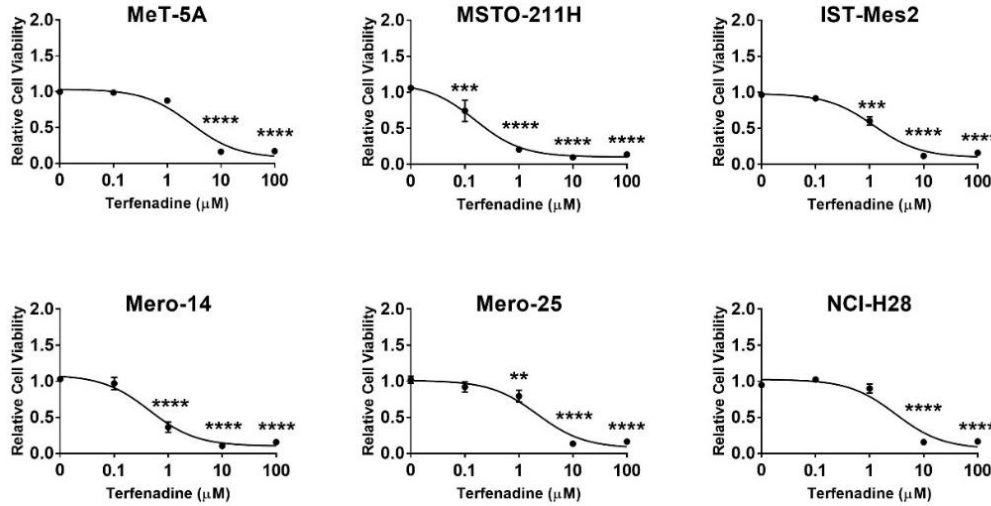 MeT-5A
MSTO-211H
IST-Mes2
Relative Cell Viability
2.0
1.5
1.0
0.5
0.0
**** ****
0 0.1 1 10 100
Terfenadine (μM)
Relative Cell Viability
2.0
1.5
1.0
0.5
0.0
*** **** **** ****
0 0.1 1 10 100
Terfenadine (μM)
Relative Cell Viability
2.0
1.5
1.0
0.5
0.0
*** **** ****
0 0.1 1 10 100
Terfenadine (μM)
Mero-14
Mero-25
NCI-H28
Relative Cell Viability
2.0
1.5
1.0
0.5
0.0
**** **** ****
0 0.1 1 10 100
Terfenadine (μM)
Relative Cell Viability
2.0
1.5
1.0
0.5
0.0
** **** ****
0 0.1 1 10 100
Terfenadine (μM)
Relative Cell Viability
2.0
1.5
1.0
0.5
0.0
**** ****
0 0.1 1 10 100
Terfenadine (μM)